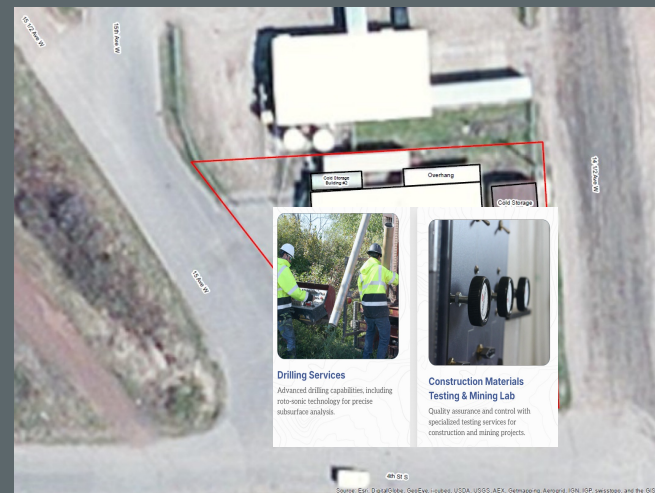 15 1/2 Ave W
15th Ave W
Cold Storage
Building #2
Overhang
Cold Storage
14 1/2 Ave W
15 Ave W
Drilling Services
Advanced drilling capabilities, including
roto-sonic technology for precise
subsurface analysis.
Construction Materials
Testing & Mining Lab
Quality assurance and control with
specialized testing services for
construction and mining projects.
4th St S
Source: Esri, DigitalGlobe, GeoEye, i-cubed, USDA, USGS, AEX, Getmapping, Aerogrid, IGN, IGP, swisstopo, and the GIS